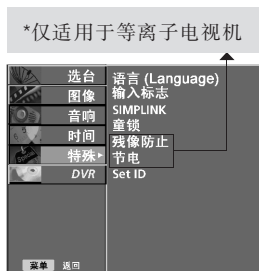 *仅适用于等离子电视机
选台
图像
音响
时间
特殊
DVR
语言 (Language)
输入标志
SIMPLINK
童锁
残像防止
节电
Set ID
菜单 返回